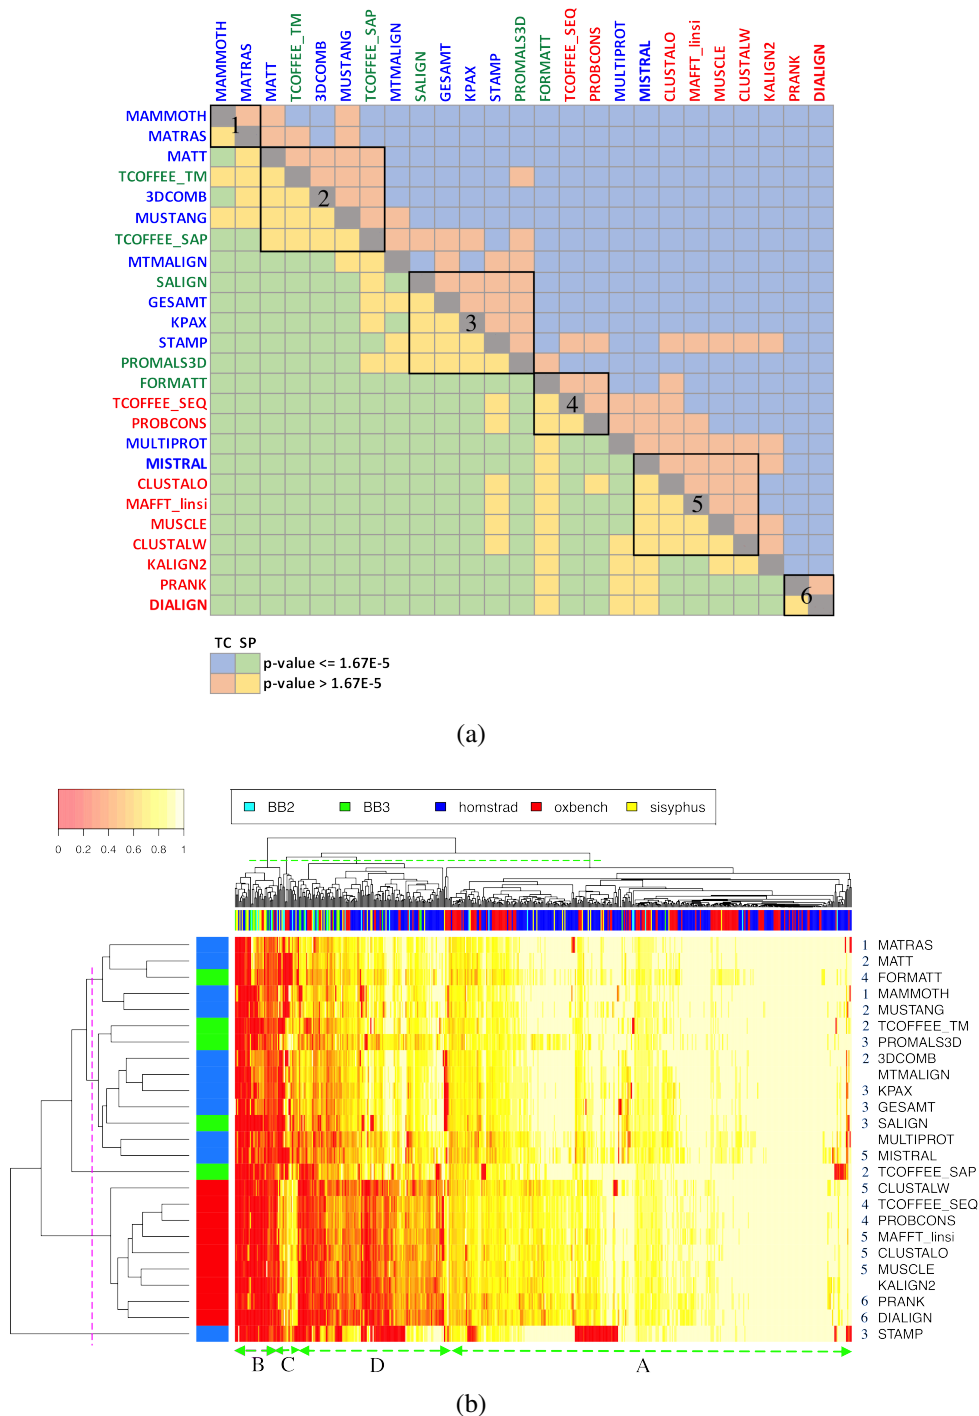 (a)
MAMMOTH
MATRAS
MATT
TCOFFEE_TM
3DCOMB
MUSTANG
TCOFFEE_SAP
MTMALIGN
SALIGN
GESAMT
KPAX
STAMP
PROMALS3D
FORMATT
TCOFFEE_SEQ
PROBCONS
MULTIPROT
MISTRAL
CLUSTALO
MAFFT_linsi
MUSCLE
CLUSTALW
KALIGN2
PRANK
DIALIGN
MAMMOTH
1
MATRAS
MATT
TCOFFEE_TM
3DCOMB 2
MUSTANG
TCOFFEE_SAP
MTMALIGN
SALIGN
GESAMT
KPAX 3
STAMP
PROMALS3D
FORMATT
TCOFFEE_SEQ 4
PROBCONS
MULTIPROT
MISTRAL
CLUSTALO
MAFFT_linsi 5
MUSCLE
CLUSTALW
KALIGN2
PRANK
6
DIALIGN
TC SP
p-value <= 1.67E-5
p-value > 1.67E-5
(a)
BB2 BB3 homstrad oxbench sisyphus
0 0.2 0.4 0.6 0.8 1
1 MATRAS
2 MATT
4 FORMATT
1 MAMMOTH
2 MUSTANG
2 TCOFFEE_TM
3 PROMALS3D
2 3DCOMB
MTMALIGN
3 KPAX
3 GESAMT
3 SALIGN
MULTIPROT
5 MISTRAL
2 TCOFFEE_SAP
5 CLUSTALW
4 TCOFFEE_SEQ
4 PROBCONS
5 MAFFT_linsi
5 CLUSTALO
5 MUSCLE
KALIGN2
6 PRANK
6 DIALIGN
3 STAMP
B C D A
(b)